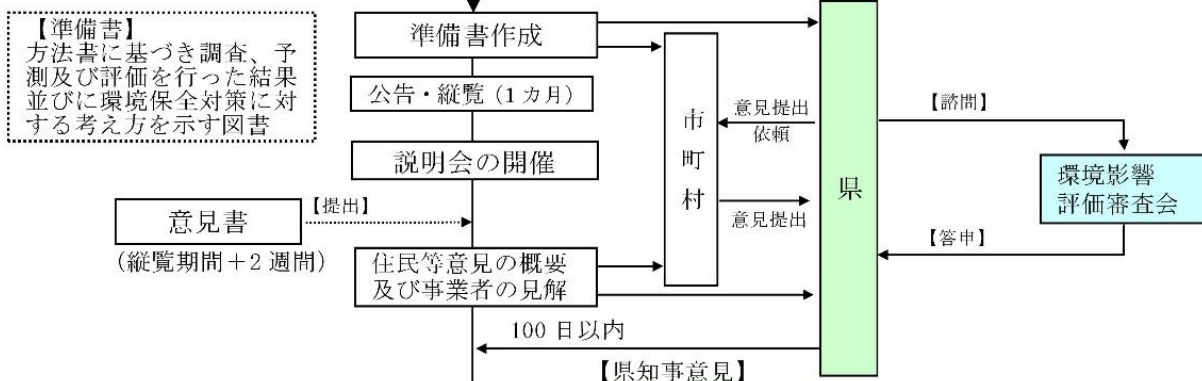 【準備書】
方法書に基づき調査、予
測及び評価を行った結果
並びに環境保全対策に対
する考え方を示す図書
準備書作成
公告・縦覧（1カ月）
説明会の開催
意見書
【提出】
(縦覧期間＋2週間)
住民等意見の概要
及び事業者の見解
市町村
意見提出
依頼
意見提出
県
【諮問】
環境影響
評価審査会
【答申】
100日以内
【県知事意見】